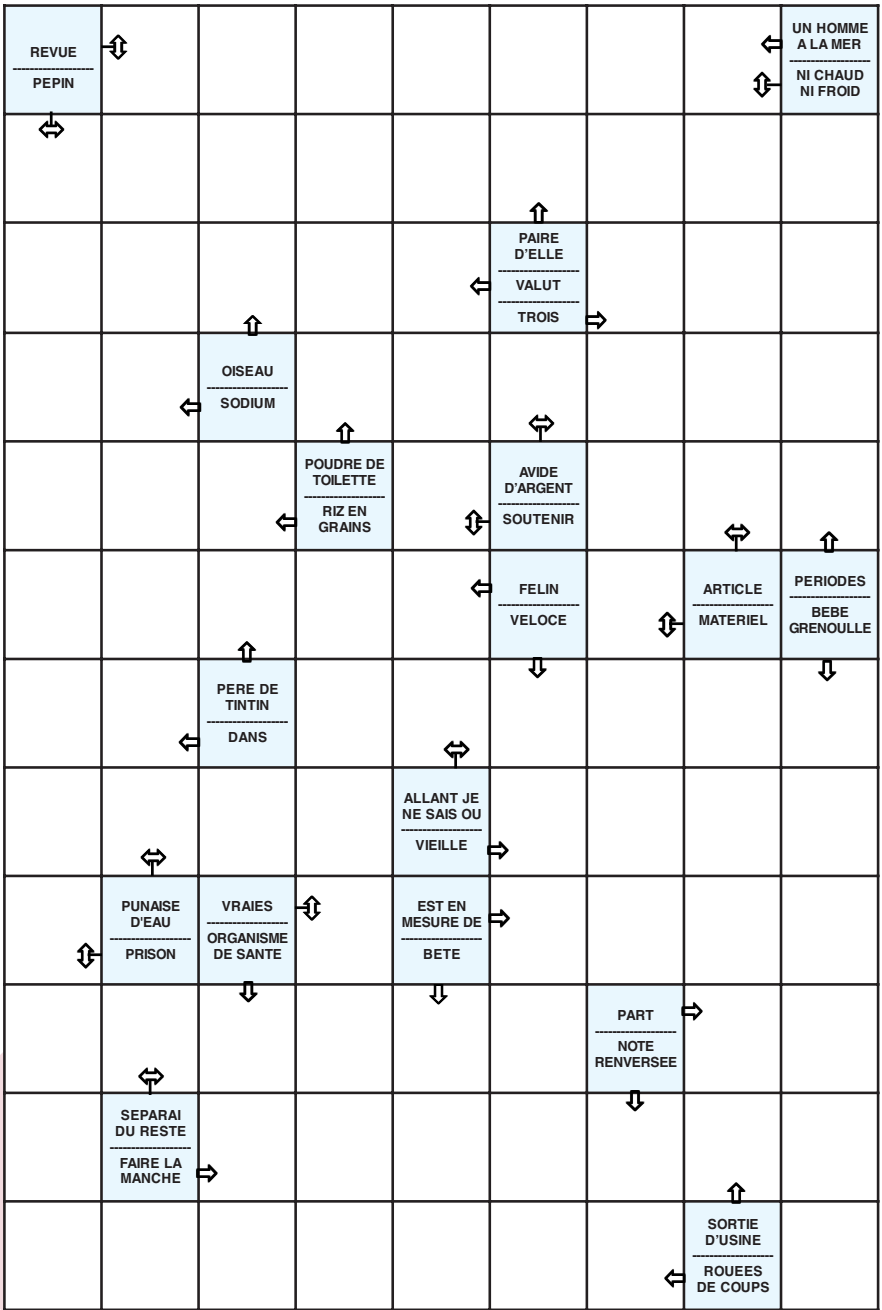 REVUE
PEPIN
UN HOMME
A LA MER
NI CHAUD
NI FROID
PAIRE
D'ELLE
VALUT
TROIS
OISEAU
SODIUM
POUDRE DE
TOILETTE
RIZ EN
GRAINS
AVIDE
D'ARGENT
SOUTENIR
FELIN
VELOCE
ARTICLE
MATERIEL
PERIODES
BEBE
GRENOULLE
PERE DE
TINTIN
DANS
ALLANT JE
NE SAIS OU
VIEILLE
PUNAISE
D'EAU
PRISON
VRAIES
ORGANISME
DE SANTE
EST EN
MESURE DE
BETE
PART
NOTE
RENVERSEE
SEPARAI
DU RESTE
FAIRE LA
MANCHE
SORTIE
D'USINE
ROUEES
DE COUPS